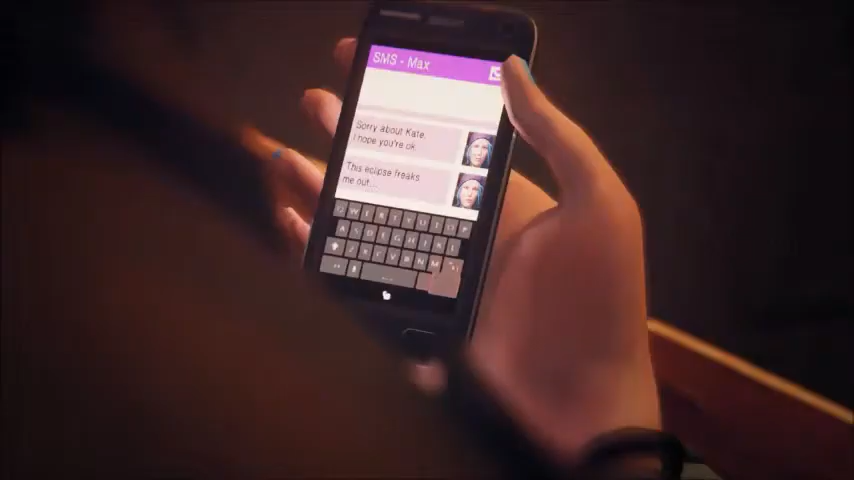 SMS - Max
Sorry about Kate.
I hope you're ok
This eclipse freaks
me out...
Q W E R T Y U I O P
A S D F G H J K L
Z X C V B N M